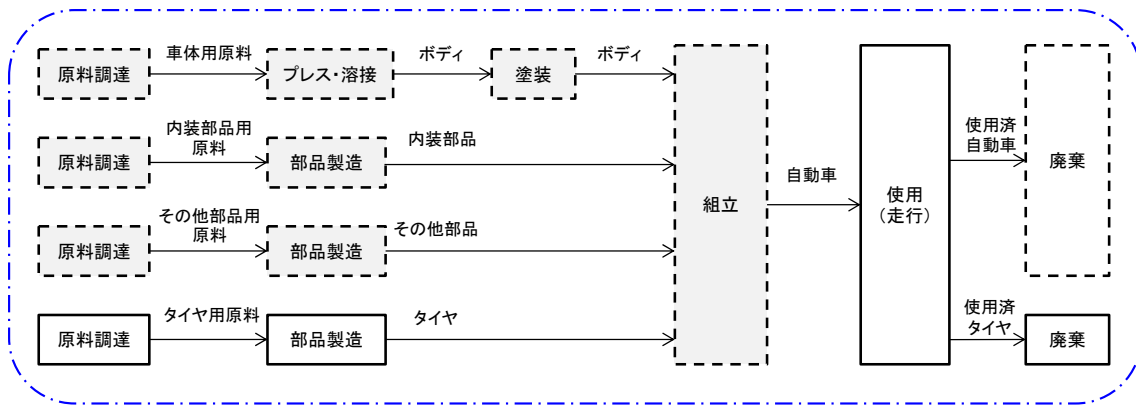 原料調達
車体用原料
プレス・溶接
ボディ
塗装
ボディ
原料調達
内装部品用
原料
部品製造
内装部品
原料調達
その他部品用
原料
部品製造
その他部品
原料調達
タイヤ用原料
部品製造
タイヤ
組立
自動車
使用
（走行）
使用済
自動車
廃棄
使用済
タイヤ
廃棄